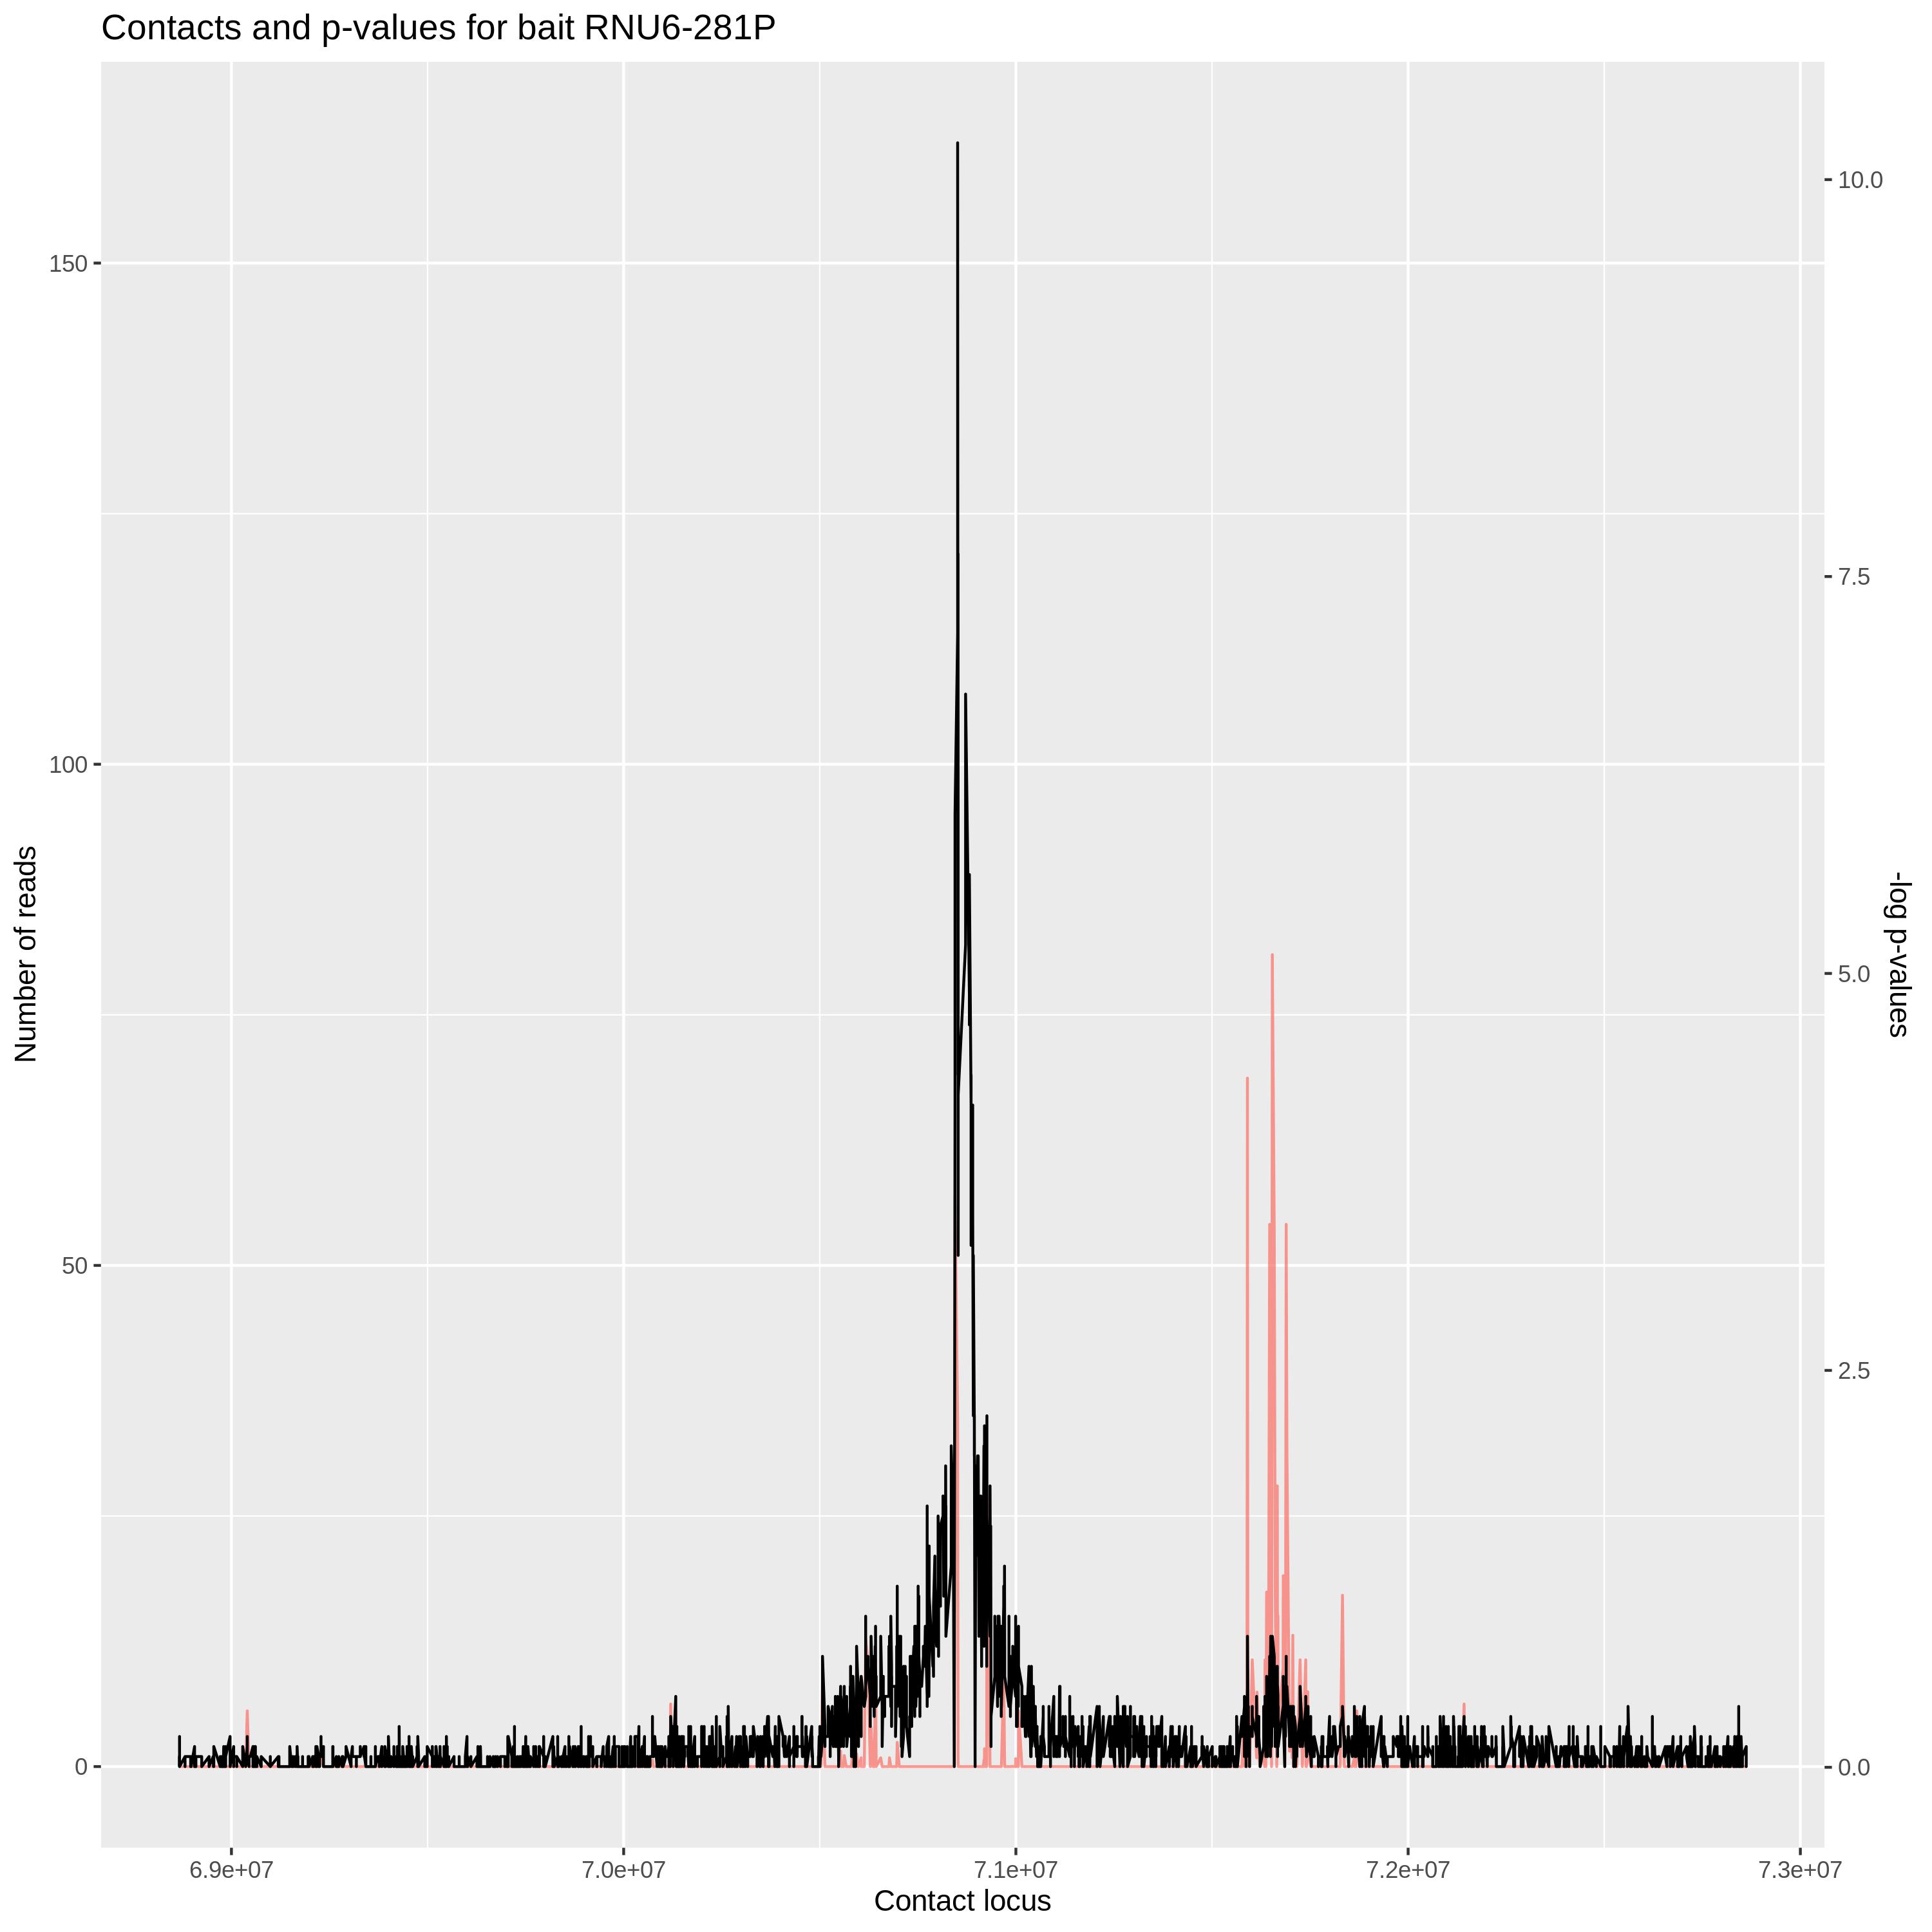 Contacts and p-values for bait RNU6-281P
150
100
50
0
Number of reads
10.0
7.5
5.0
2.5
0.0
-log p-values
6.9e+07
7.0e+07
7.1e+07
7.2e+07
7.3e+07
Contact locus